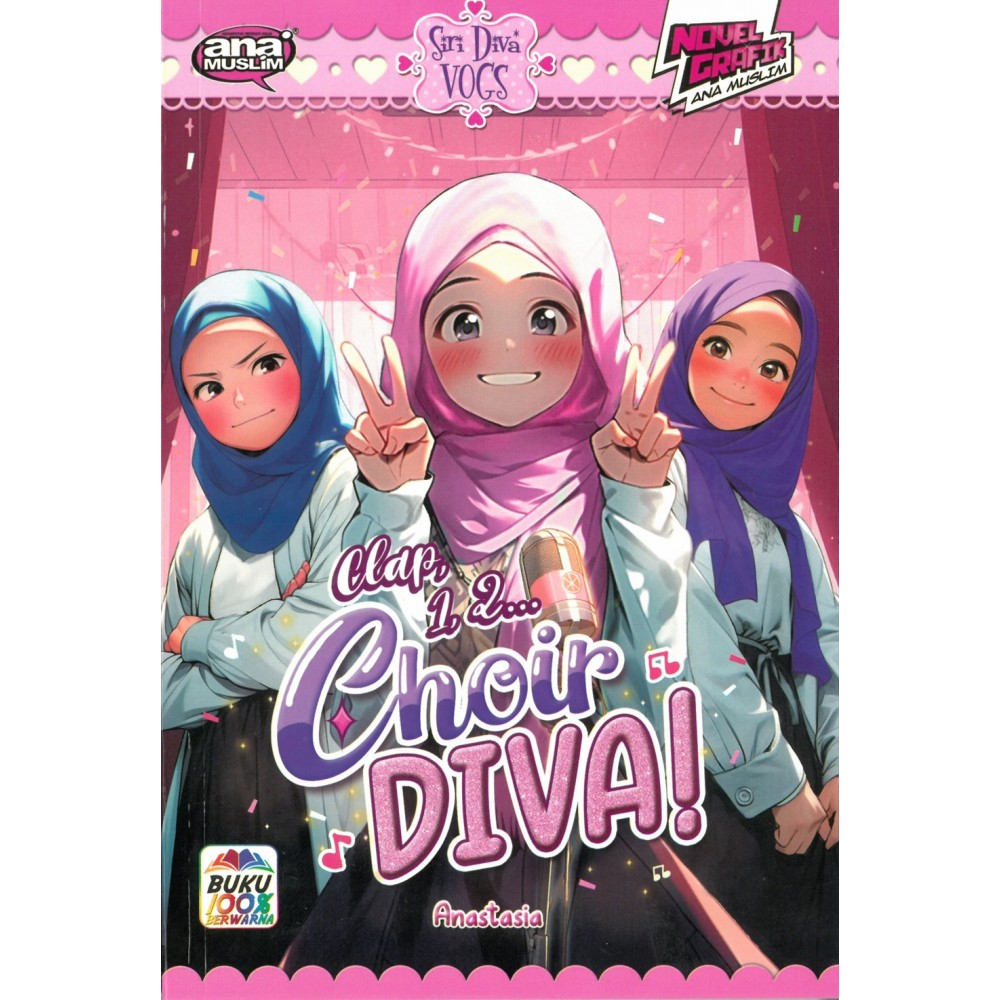 ana
MUSLIM
Siri Diva
VOGS
NOVEL
GRAFIK
ANA MUSLIM
Clap,
1, 2...
Choir
DIVA!
BUKU
100%
BERWARNA
Anastasia